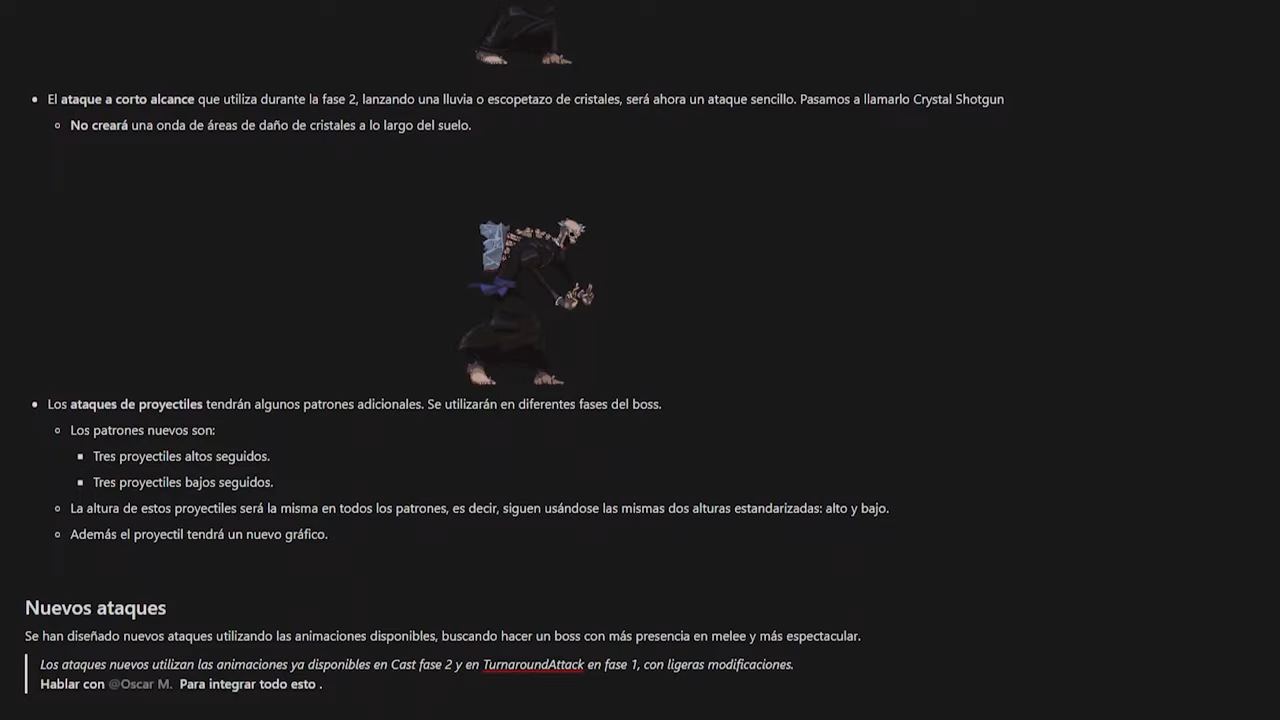 El ataque a corto alcance que utiliza durante la fase 2, lanzando una lluvia o escopetazo de cristales, será ahora un ataque sencillo. Pasamos a llamarlo Crystal Shotgun
No creará una onda de áreas de daño de cristales a lo largo del suelo.
Los ataques de proyectiles tendrán algunos patrones adicionales. Se utilizarán en diferentes fases del boss.
Los patrones nuevos son:
Tres proyectiles altos seguidos.
Tres proyectiles bajos seguidos.
La altura de estos proyectiles será la misma en todos los patrones, es decir, siguen usándose las mismas dos alturas estandarizadas: alto y bajo.
Además el proyectil tendrá un nuevo gráfico.
Nuevos ataques
Se han diseñado nuevos ataques utilizando las animaciones disponibles, buscando hacer un boss con más presencia en melee y más espectacular.
Los ataques nuevos utilizan las animaciones ya disponibles en Cast fase 2 y en TurnaroundAttack en fase 1, con ligeras modificaciones.
Hablar con @Oscar M. Para integrar todo esto .